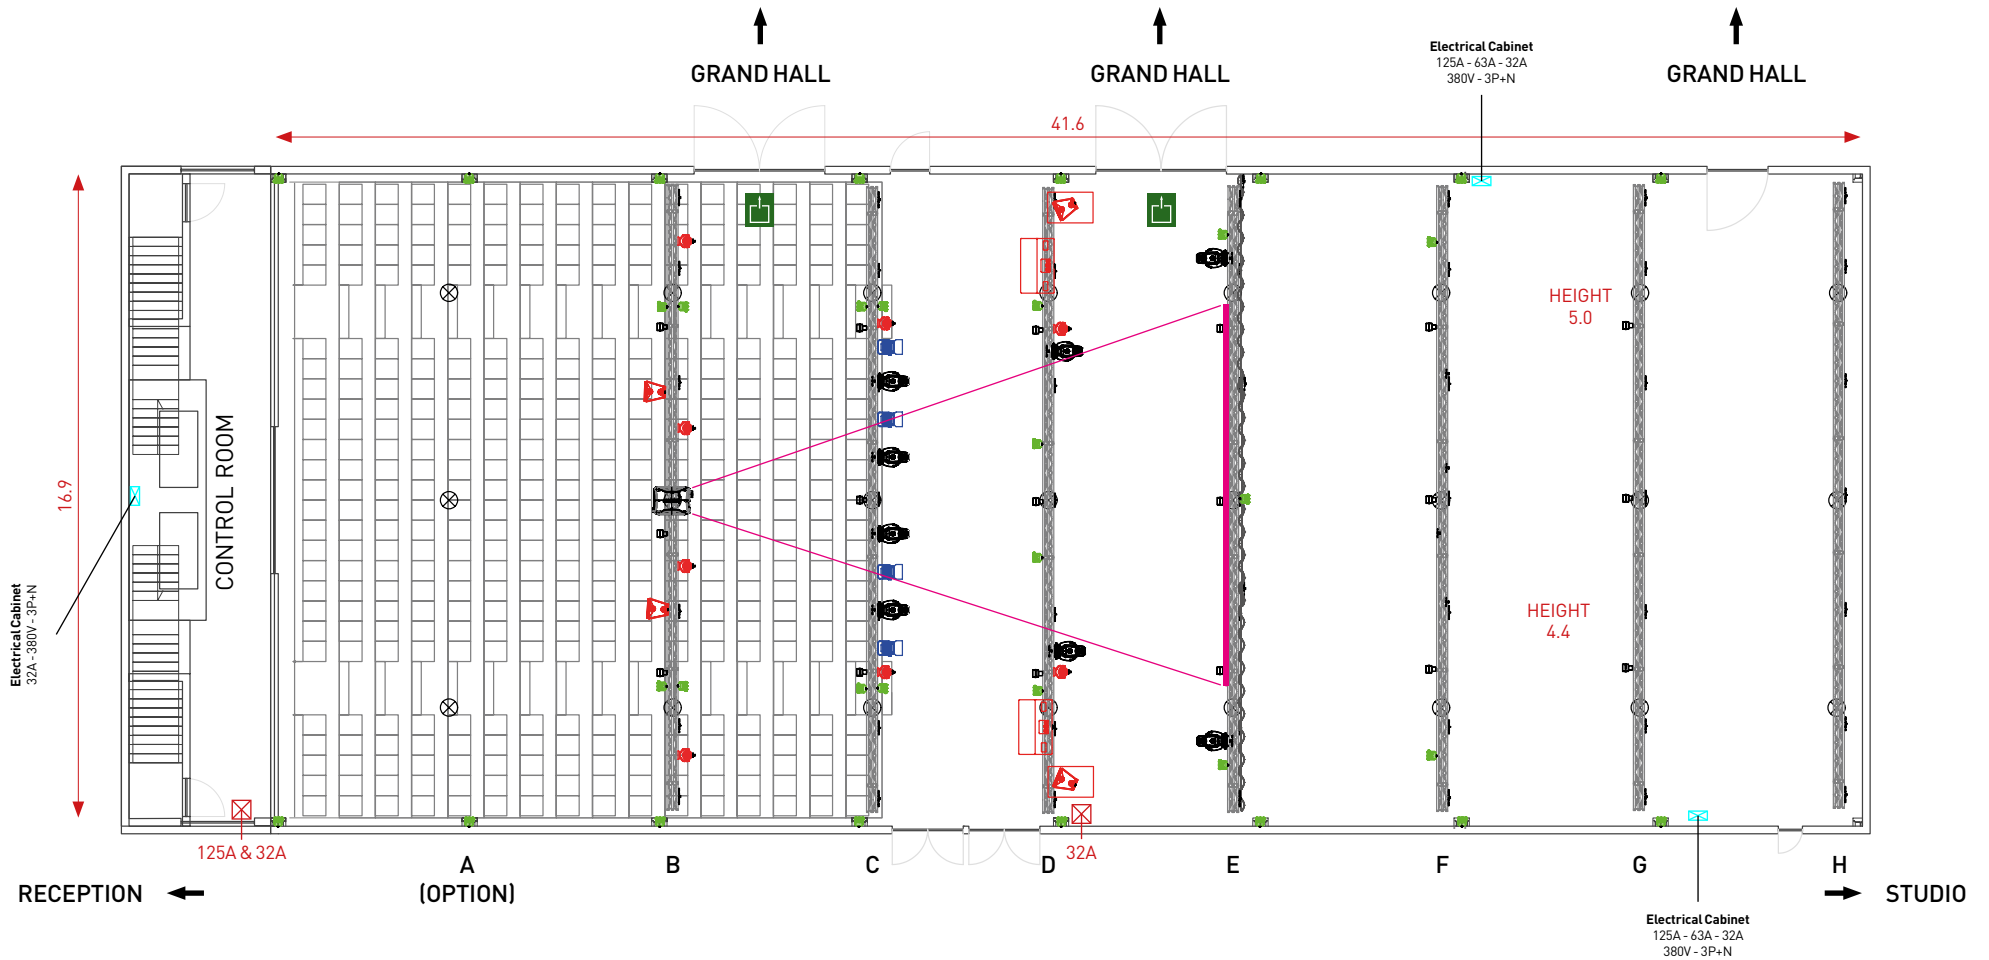 GRAND HALL
GRAND HALL
Electrical Cabinet
125A - 63A - 32A
380V - 3P+N
GRAND HALL
41.6
16.9
CONTROL ROOM
HEIGHT
5.0
HEIGHT
4.4
Electrical Cabinet
32A - 380V - 3P+N
125A & 32A
32A
A
(OPTION)
B
C
D
E
F
G
H
RECEPTION
STUDIO
Electrical Cabinet
125A - 63A - 32A
380V - 3P+N